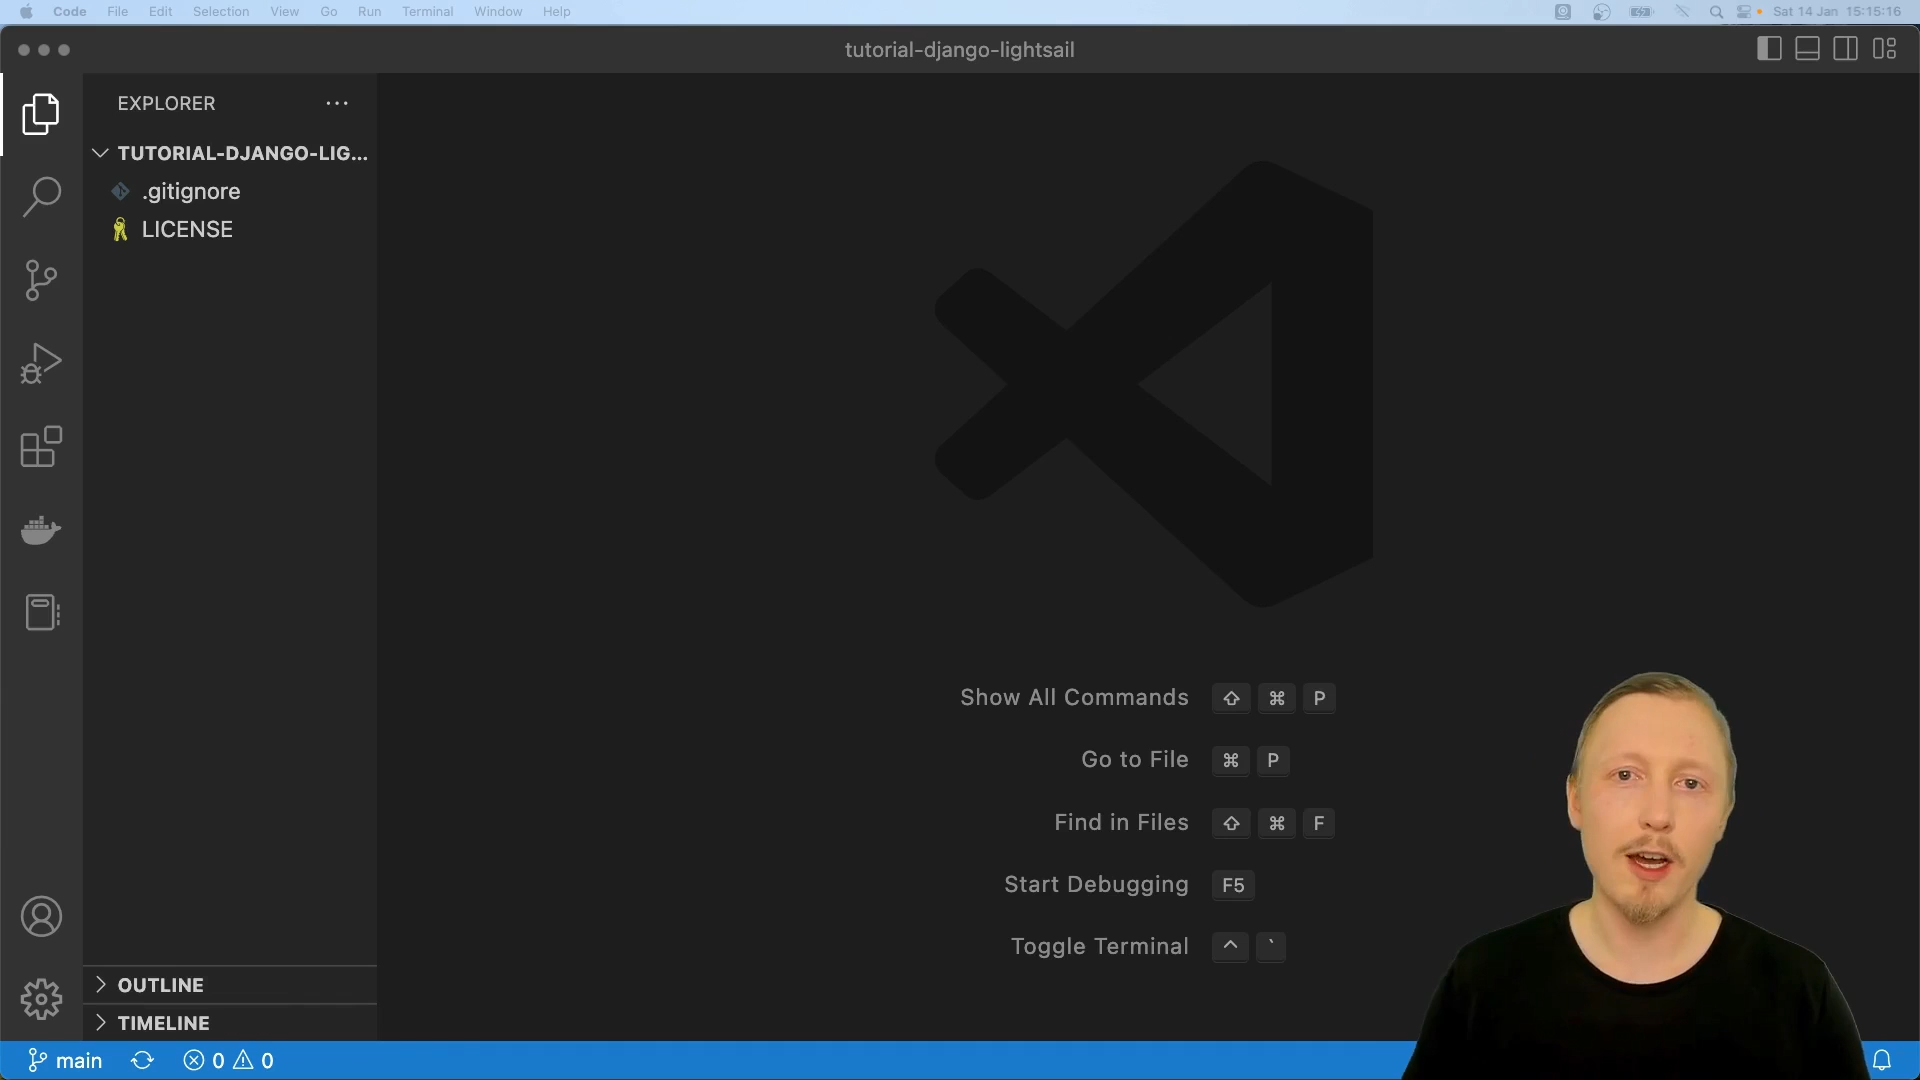 Code File Edit Selection View Go Run Terminal Window Help Sat 14 Jan 15:15:16
tutorial-django-lightsail
EXPLORER
TUTORIAL-DJANGO-LIG...
.gitignore
LICENSE
Show All Commands ⇧ ⌘ P
Go to File ⌘ P
Find in Files ⇧ ⌘ F
Start Debugging F5
Toggle Terminal ^ `
OUTLINE
TIMELINE
main 0 0